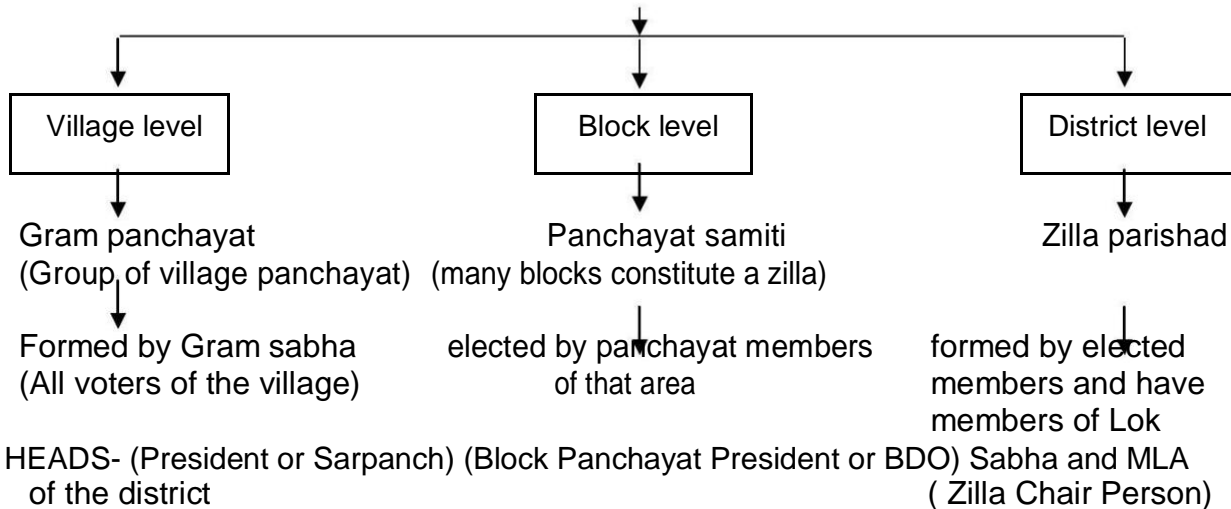 Village level
Block level
District level
Gram panchayat
Panchayat samiti
Zilla parishad
(Group of village panchayat)
(many blocks constitute a zilla)
Formed by Gram sabha
elected by panchayat members
formed by elected
(All voters of the village)
of that area
members and have
members of Lok
HEADS- (President or Sarpanch) (Block Panchayat President or BDO) Sabha and MLA
of the district
( Zilla Chair Person)